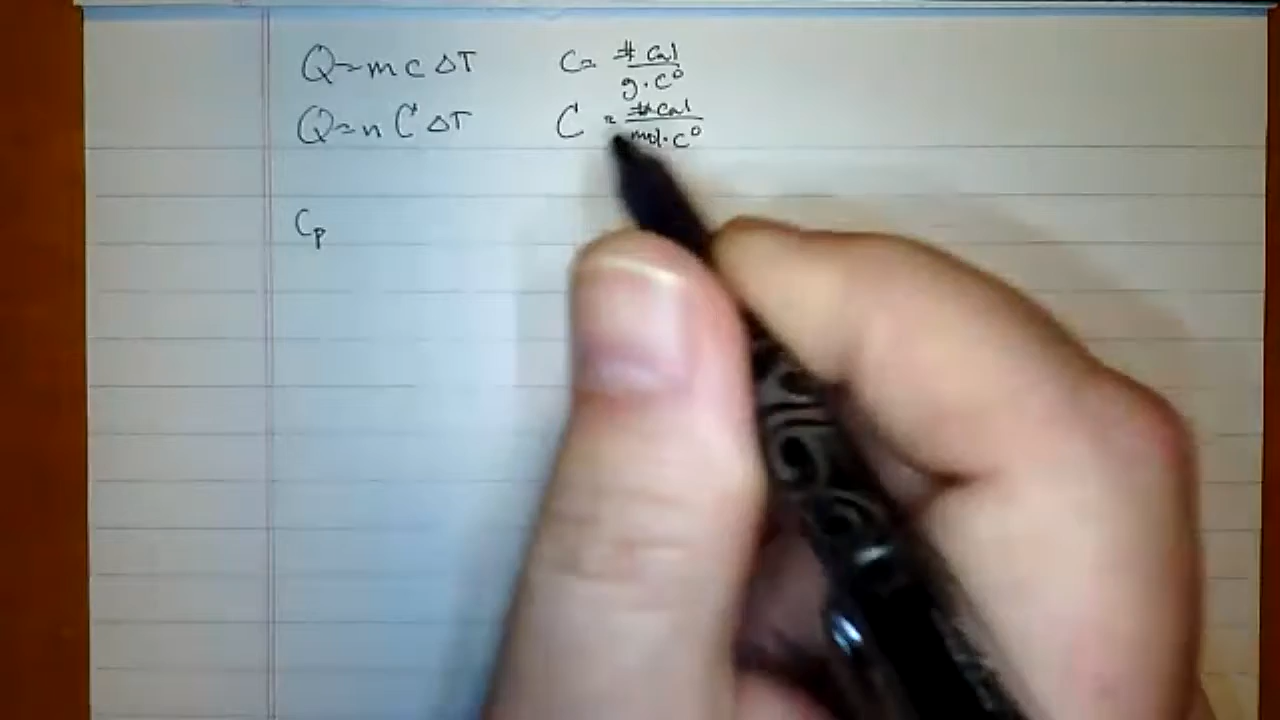 Q = m c ΔT c = # cal / g · c°
Q = n C ΔT C = # cal / mol · c°
Cp